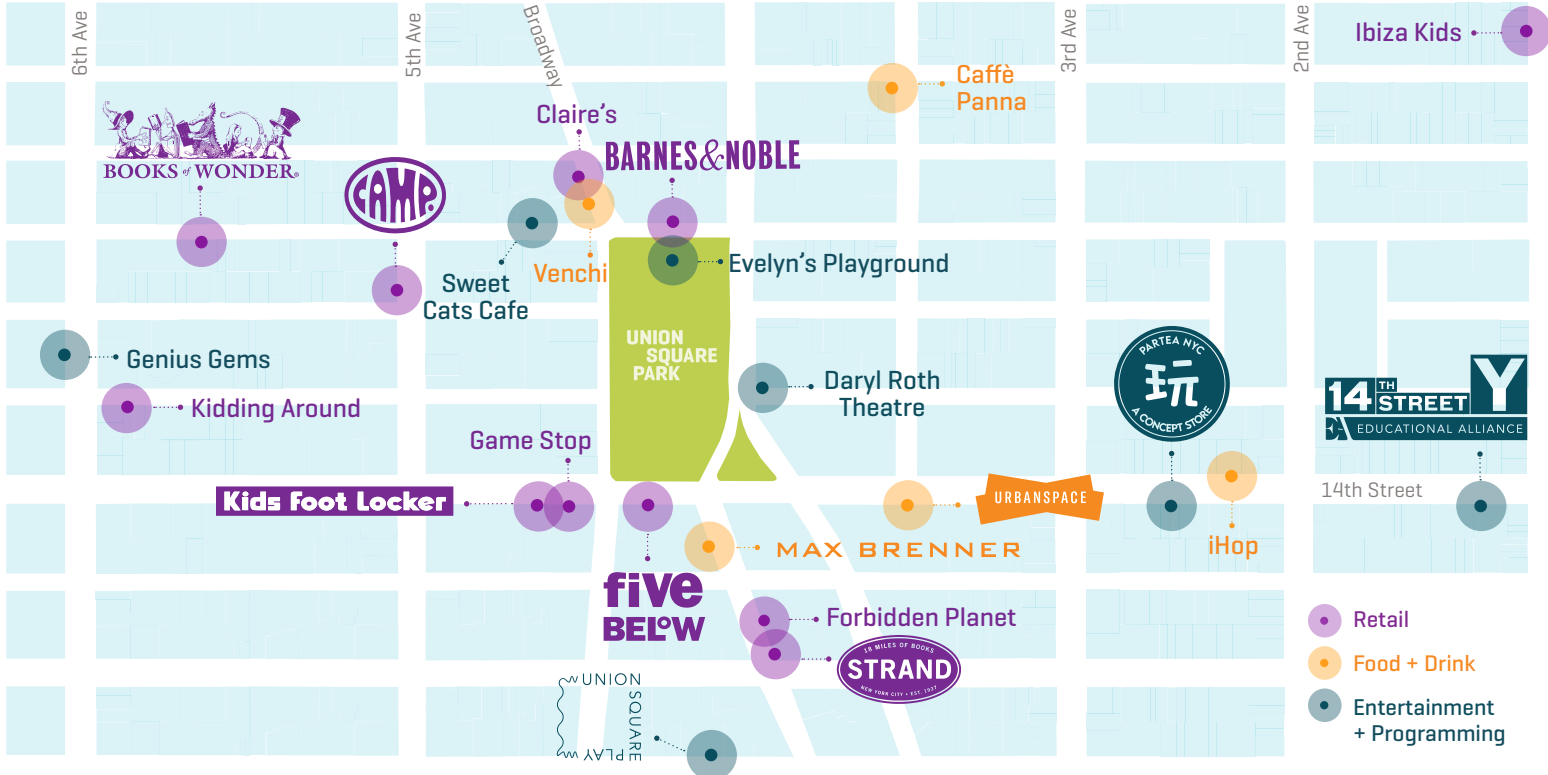 6th Ave
5th Ave
Broadway
3rd Ave
2nd Ave
Ibiza Kids
Caffè
Panna
Claire's
BARNES&NOBLE
BOOKS of WONDER®
CAMP.
Sweet
Cats Cafe
Venchi
Evelyn's Playground
UNION
SQUARE
PARK
Genius Gems
Kidding Around
Daryl Roth
Theatre
PARTEA NYC
玩
A CONCEPT STORE
14TH
STREET
Y
EA
EDUCATIONAL ALLIANCE
Game Stop
Kids Foot Locker
URBANSPACE
14th Street
MAX BRENNER
iHop
five
BELOW
Forbidden Planet
18 MILES OF BOOKS
STRAND
NEW YORK CITY • EST. 1927
UNION
SQUARE
PLAY
Retail
Food + Drink
Entertainment
+ Programming